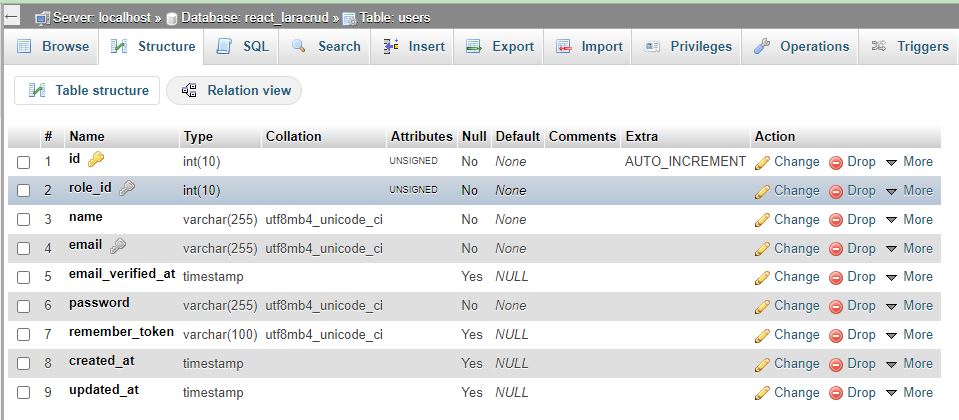 Server: localhost » Database: react_laracrud » Table: users
Browse Structure SQL Search Insert Export Import Privileges Operations Triggers
Table structure Relation view
# Name Type Collation Attributes Null Default Comments Extra Action
1 id int(10) UNSIGNED No None AUTO_INCREMENT Change Drop More
2 role_id int(10) UNSIGNED No None Change Drop More
3 name varchar(255) utf8mb4_unicode_ci No None Change Drop More
4 email varchar(255) utf8mb4_unicode_ci No None Change Drop More
5 email_verified_at timestamp Yes NULL Change Drop More
6 password varchar(255) utf8mb4_unicode_ci No None Change Drop More
7 remember_token varchar(100) utf8mb4_unicode_ci Yes NULL Change Drop More
8 created_at timestamp Yes NULL Change Drop More
9 updated_at timestamp Yes NULL Change Drop More